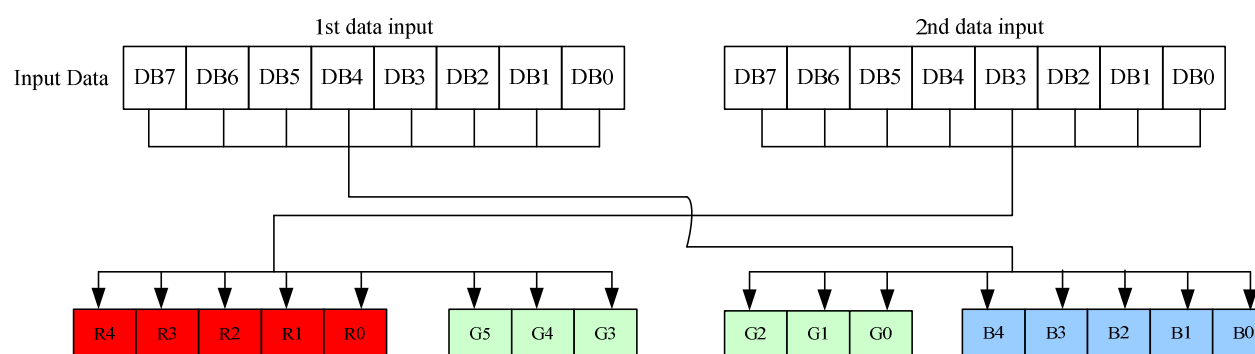 1st data input 2nd data input
Input Data DB7 DB6 DB5 DB4 DB3 DB2 DB1 DB0 DB7 DB6 DB5 DB4 DB3 DB2 DB1 DB0
R4 R3 R2 R1 R0 G5 G4 G3 G2 G1 G0 B4 B3 B2 B1 B0